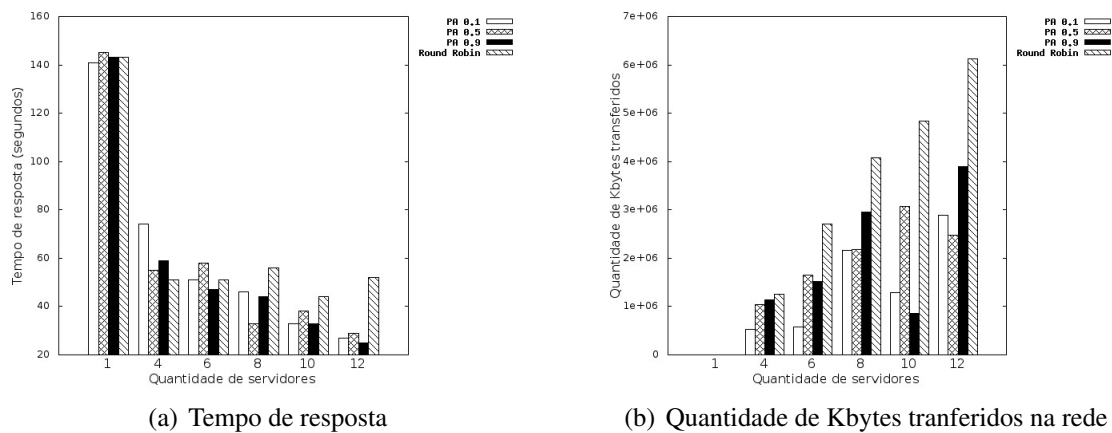 160
140
120
100
80
60
40
20
Tempo de resposta (segundos)
1 4 6 8 10 12
Quantidade de servidores
PA 0.1
PA 0.5
PA 0.9
Round Robin
(a) Tempo de resposta
7e+06
6e+06
5e+06
4e+06
3e+06
2e+06
1e+06
0
Quantidade de Kbytes transferidos
1 4 6 8 10 12
Quantidade de servidores
PA 0.1
PA 0.5
PA 0.9
Round Robin
(b) Quantidade de Kbytes tranferidos na rede